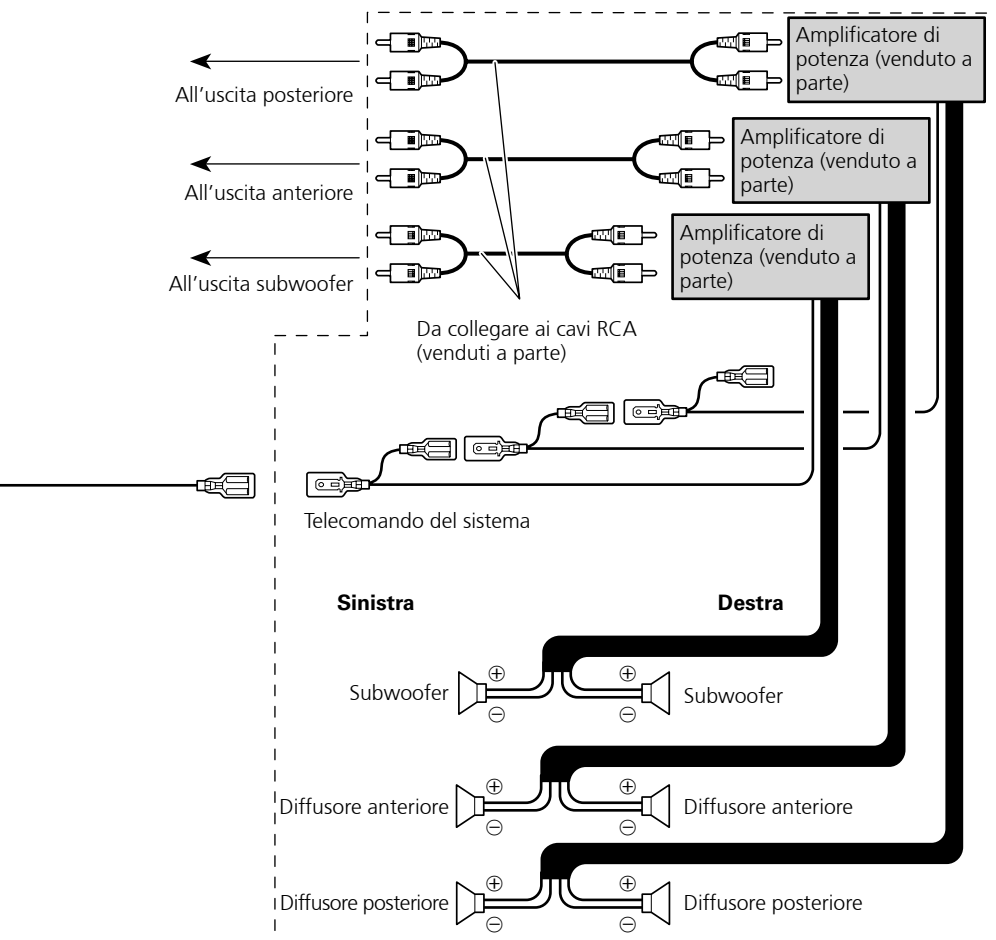 Amplificatore di
potenza (venduto a
parte)
All'uscita posteriore
Amplificatore di
potenza (venduto a
parte)
All'uscita anteriore
Amplificatore di
potenza (venduto a
parte)
All'uscita subwoofer
Da collegare ai cavi RCA
(venduti a parte)
Telecomando del sistema
Sinistra
Destra
⊕
⊕
Subwoofer
Subwoofer
⊖
⊖
⊕
⊕
Diffusore anteriore
Diffusore anteriore
⊖
⊖
⊕
⊕
Diffusore posteriore
Diffusore posteriore
⊖
⊖